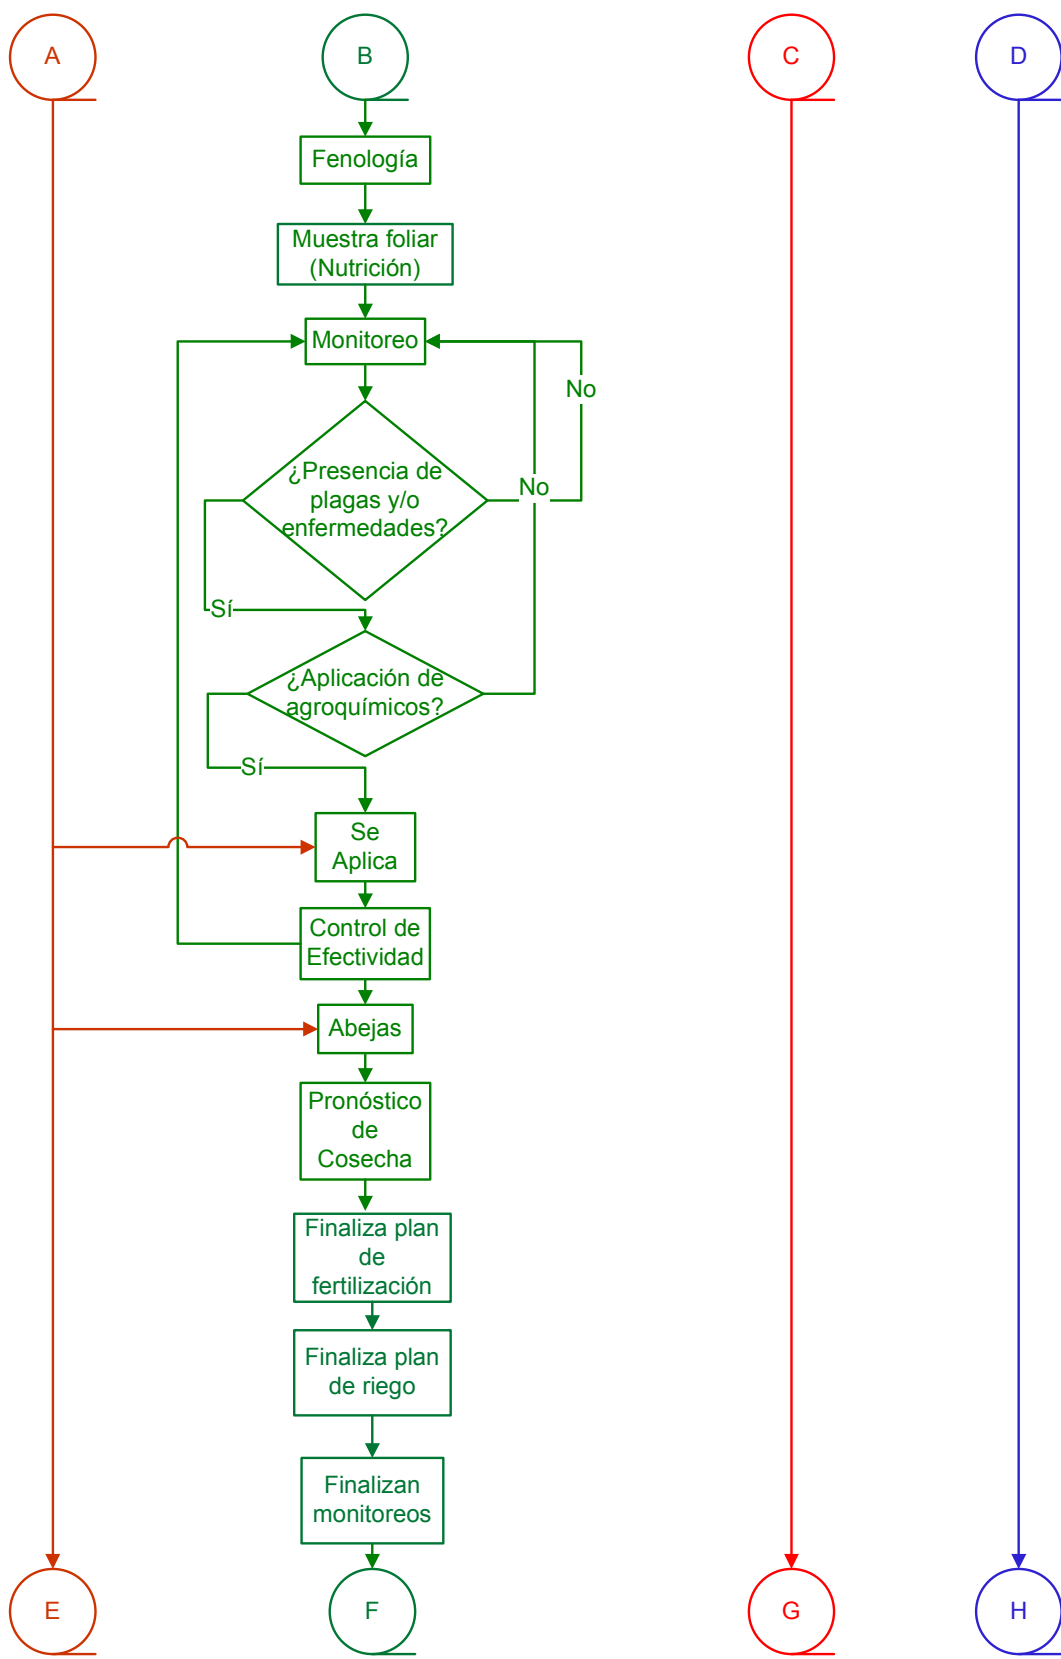 A
B
C
D
Fenología
Muestra foliar
(Nutrición)
Monitoreo
No
¿Presencia de
plagas y/o
enfermedades?
No
Sí
¿Aplicación de
agroquímicos?
Sí
Se
Aplica
Control de
Efectividad
Abejas
Pronóstico
de
Cosecha
Finaliza plan
de
fertilización
Finaliza plan
de riego
Finalizan
monitoreos
E
F
G
H